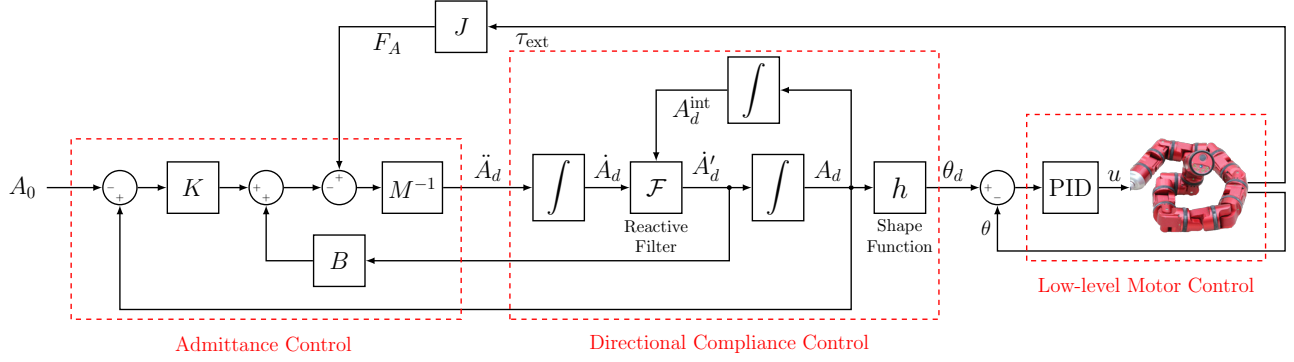 J
F_A
τ_ext
∫
A_d^int
A_0
-
+
K
+
+
-
+
M^{-1}
Ä_d
∫
Ȧ_d
F
Ȧ'_d
∫
A_d
h
θ_d
+
-
PID
u
θ
Reactive
Filter
Shape
Function
B
Low-level Motor Control
Admittance Control
Directional Compliance Control